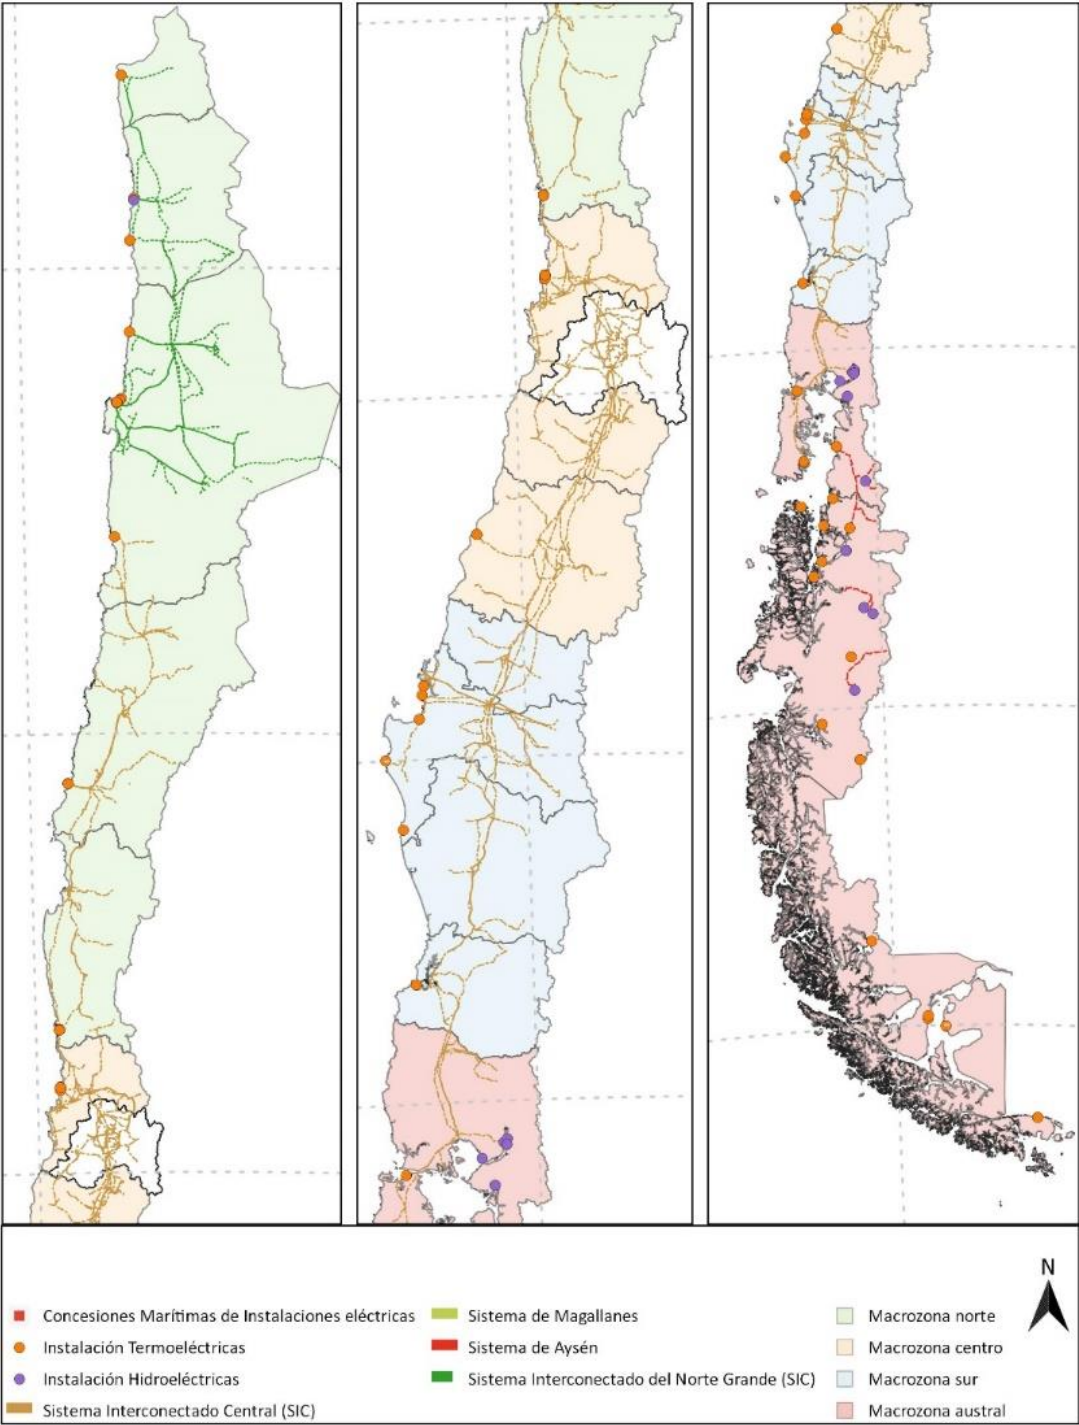 N
Concesiones Marítimas de Instalaciones eléctricas
Instalación Termoeléctricas
Instalación Hidroeléctricas
Sistema Interconectado Central (SIC)
Sistema de Magallanes
Sistema de Aysén
Sistema Interconectado del Norte Grande (SIC)
Macrozona norte
Macrozona centro
Macrozona sur
Macrozona austral